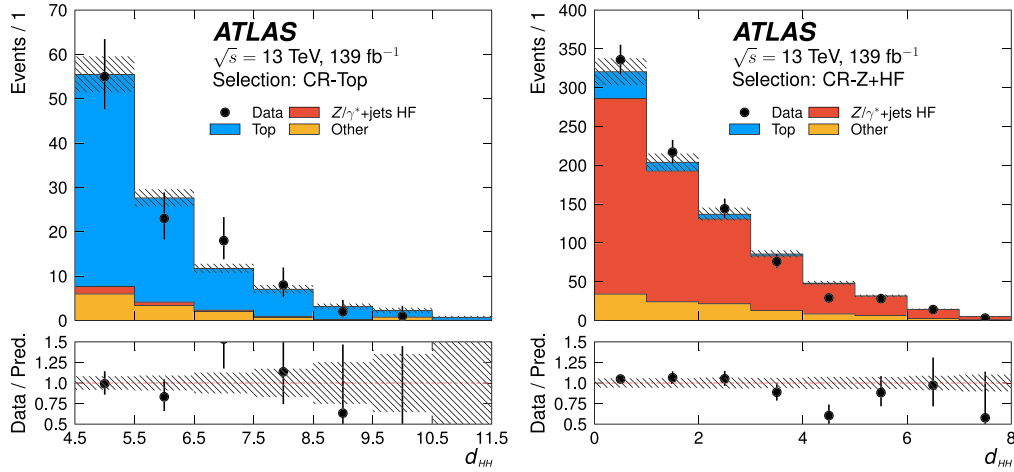 ATLAS
√s = 13 TeV, 139 fb⁻¹
Selection: CR-Top
Data
Z/γ*+jets HF
Top
Other
Events / 1
70
60
50
40
30
20
10
0
Data / Pred.
1.5
1.25
1.0
0.75
0.5
4.5 5.5 6.5 7.5 8.5 9.5 10.5 11.5
d_HH
ATLAS
√s = 13 TeV, 139 fb⁻¹
Selection: CR-Z+HF
Data
Z/γ*+jets HF
Top
Other
Events / 1
400
350
300
250
200
150
100
50
0
Data / Pred.
1.5
1.25
1.0
0.75
0.5
0 2 4 6 8
d_HH